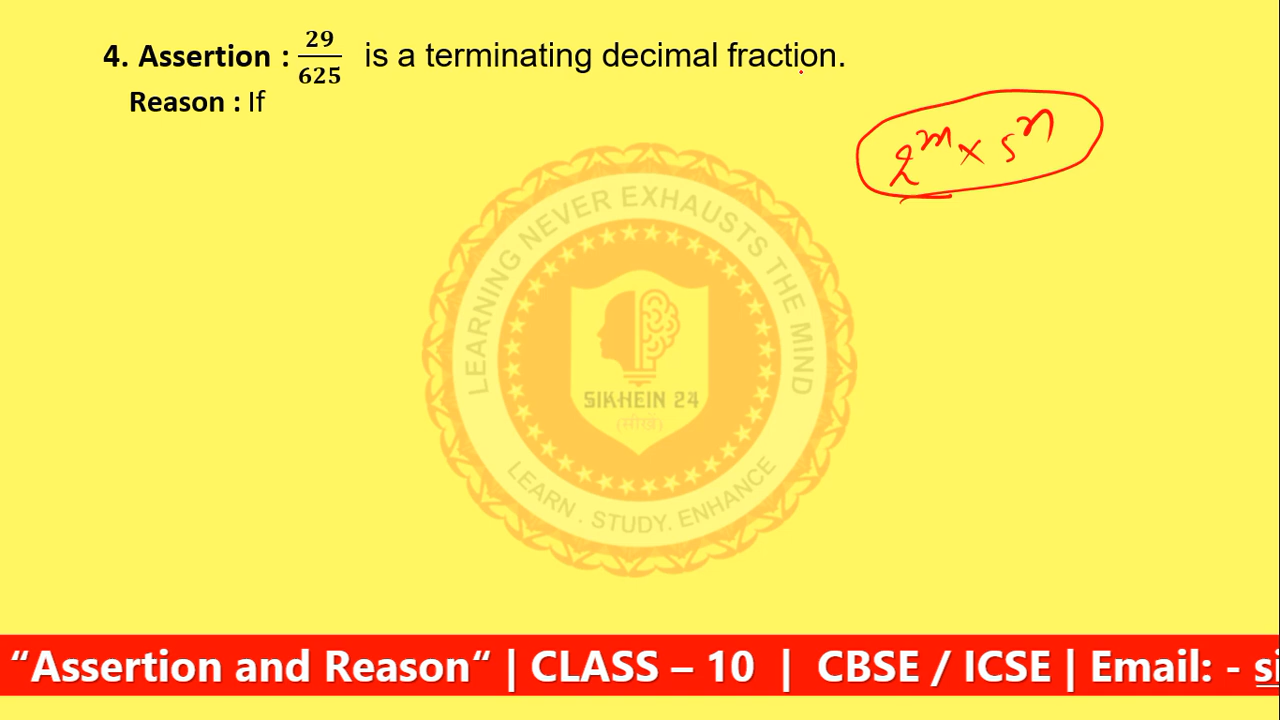 4. Assertion : 29/625 is a terminating decimal fraction.
Reason : If
2^m × 5^n
LEARNING NEVER EXHAUSTS THE MIND
SIKHEIN 24
(सीखें)
LEARN . STUDY. ENHANCE
“Assertion and Reason“ | CLASS – 10 | CBSE / ICSE | Email: - si